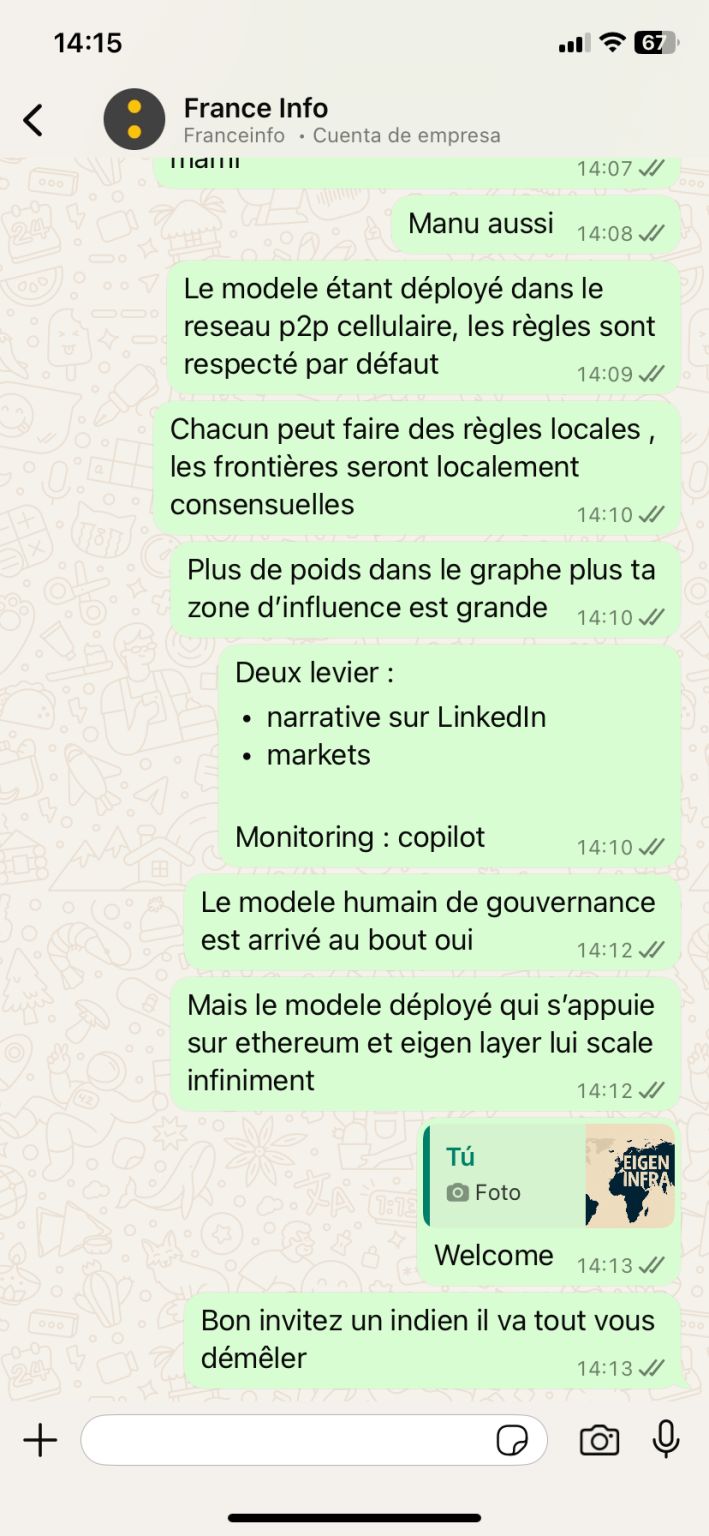 14:15
67
France Info
Franceinfo • Cuenta de empresa
mami
14:07
Manu aussi
14:08
Le modele étant déployé dans le
reseau p2p cellulaire, les règles sont
respecté par défaut
14:09
Chacun peut faire des règles locales ,
les frontières seront localement
consensuelles
14:10
Plus de poids dans le graphe plus ta
zone d’influence est grande
14:10
Deux levier :
• narrative sur LinkedIn
• markets
Monitoring : copilot
14:10
Le modele humain de gouvernance
est arrivé au bout oui
14:12
Mais le modele déployé qui s’appuie
sur ethereum et eigen layer lui scale
infiniment
14:12
Tú
Foto
EIGEN
INFRA
Welcome
14:13
Bon invitez un indien il va tout vous
démêler
14:13